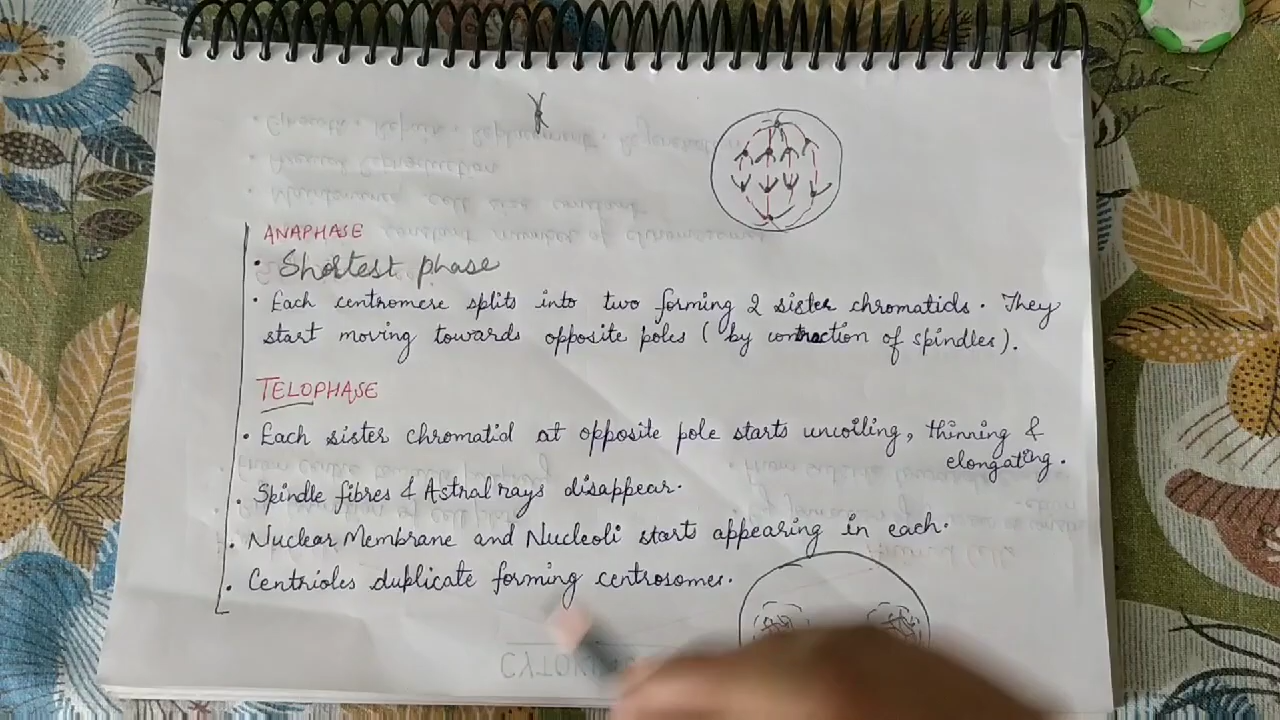 ANAPHASE
• Shortest phase
• Each centromere splits into two forming 2 sister chromatids. They
start moving towards opposite poles ( by contraction of spindles).
TELOPHASE
• Each sister chromatid at opposite pole starts uncoiling, thinning &
elongating.
• Spindle fibres & Astral rays disappear.
• Nuclear Membrane and Nucleoli starts appearing in each.
• Centrioles duplicate forming centrosomes.